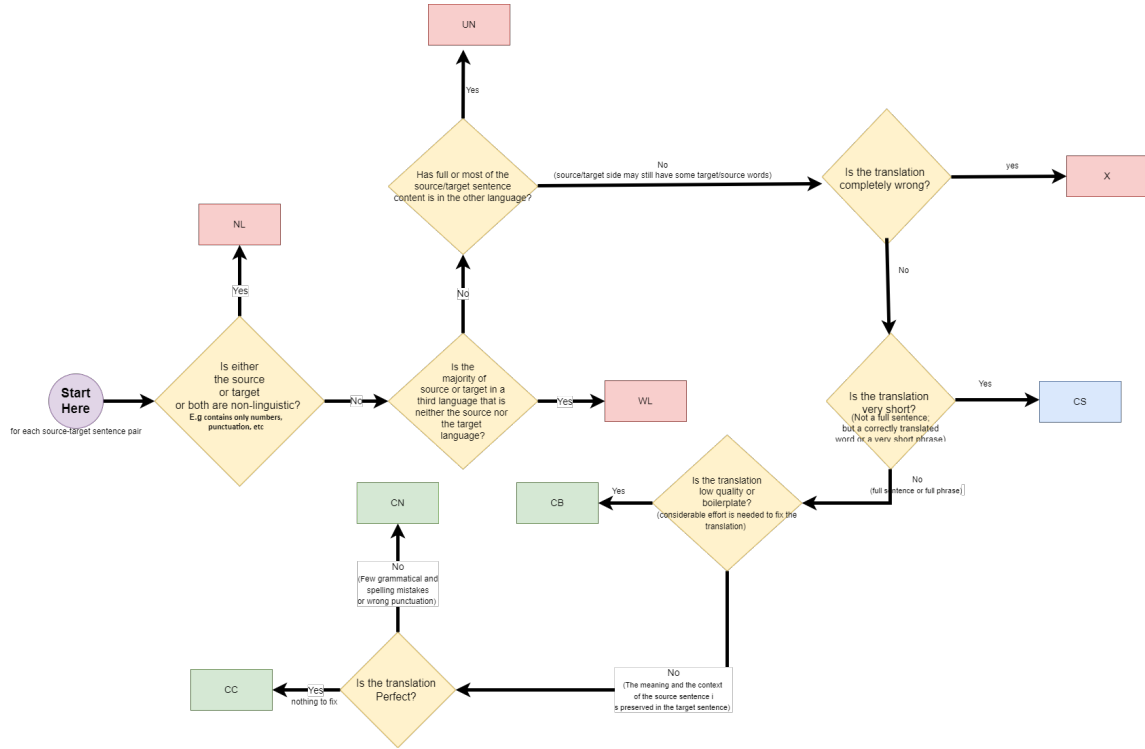 UN
Yes
Has full or most of the
source/target sentence
content is in the other language?
No
(source/target side may still have some target/source words)
Is the translation
completely wrong?
yes
X
NL
Yes
No
No
Start
Here
for each source-target sentence pair
Is either
the source
or target
or both are non-linguistic?
E.g contains only numbers,
punctuation, etc
No
Is the
majority of
source or target in a
third language that is
neither the source nor
the target
language?
Yes
WL
Is the translation
very short?
(Not a full sentence;
but a correctly translated
word or a very short phrase)
Yes
CS
No
(full sentence or full phrase)
Is the translation
low quality or
boilerplate?
(considerable effort is needed to fix the
translation)
Yes
CB
CN
No
(Few grammatical and
spelling mistakes
or wrong punctuation)
No
(The meaning and the context
of the source sentence i
s preserved in the target sentence)
Is the translation
Perfect?
Yes
nothing to fix
CC